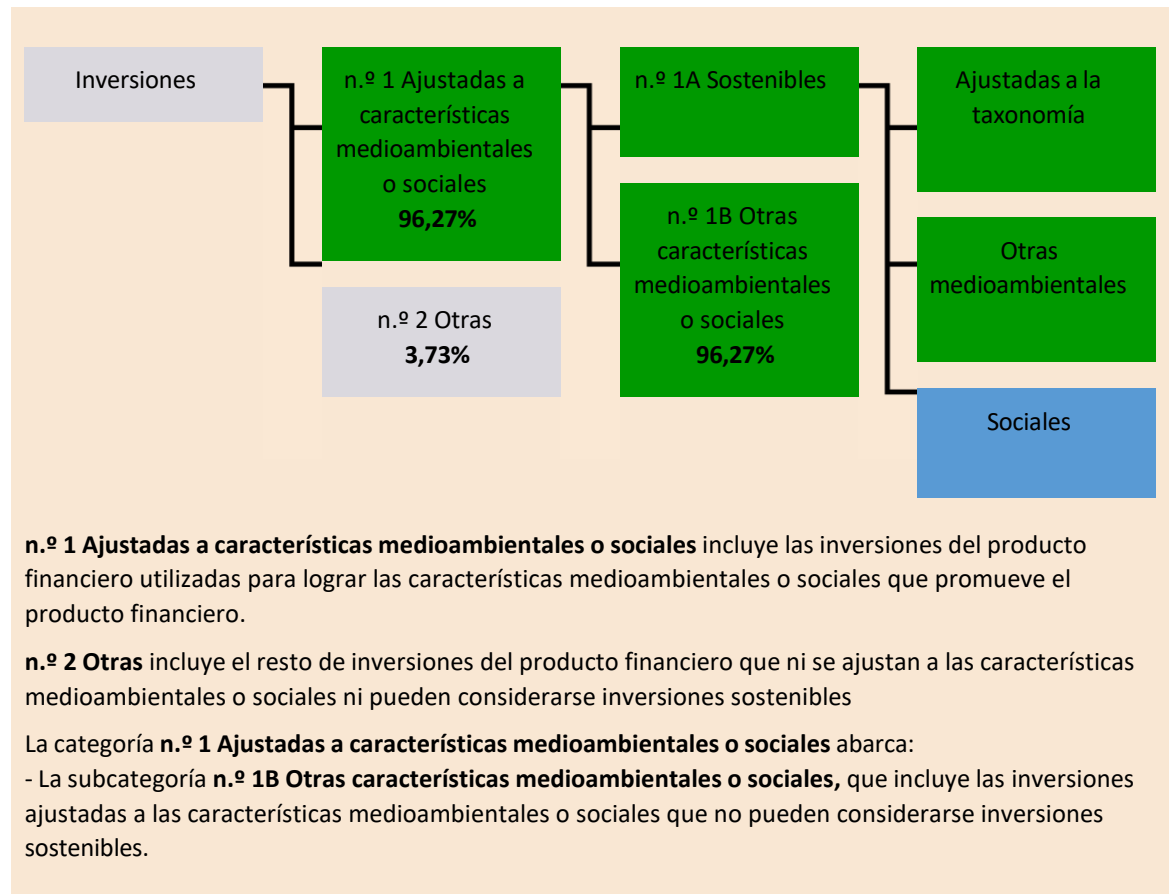 Inversiones
n.º 1 Ajustadas a
características
medioambientales
o sociales
96,27%
n.º 2 Otras
3,73%
n.º 1A Sostenibles
n.º 1B Otras
características
medioambientales
o sociales
96,27%
Ajustadas a la
taxonomía
Otras
medioambientales
Sociales
n.º 1 Ajustadas a características medioambientales o sociales incluye las inversiones del producto
financiero utilizadas para lograr las características medioambientales o sociales que promueve el
producto financiero.
n.º 2 Otras incluye el resto de inversiones del producto financiero que ni se ajustan a las características
medioambientales o sociales ni pueden considerarse inversiones sostenibles
La categoría n.º 1 Ajustadas a características medioambientales o sociales abarca:
- La subcategoría n.º 1B Otras características medioambientales o sociales, que incluye las inversiones
ajustadas a las características medioambientales o sociales que no pueden considerarse inversiones
sostenibles.